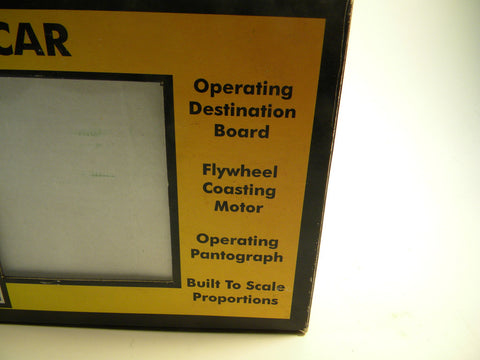 CAR
Operating
Destination
Board
Flywheel
Coasting
Motor
Operating
Pantograph
Built To Scale
Proportions